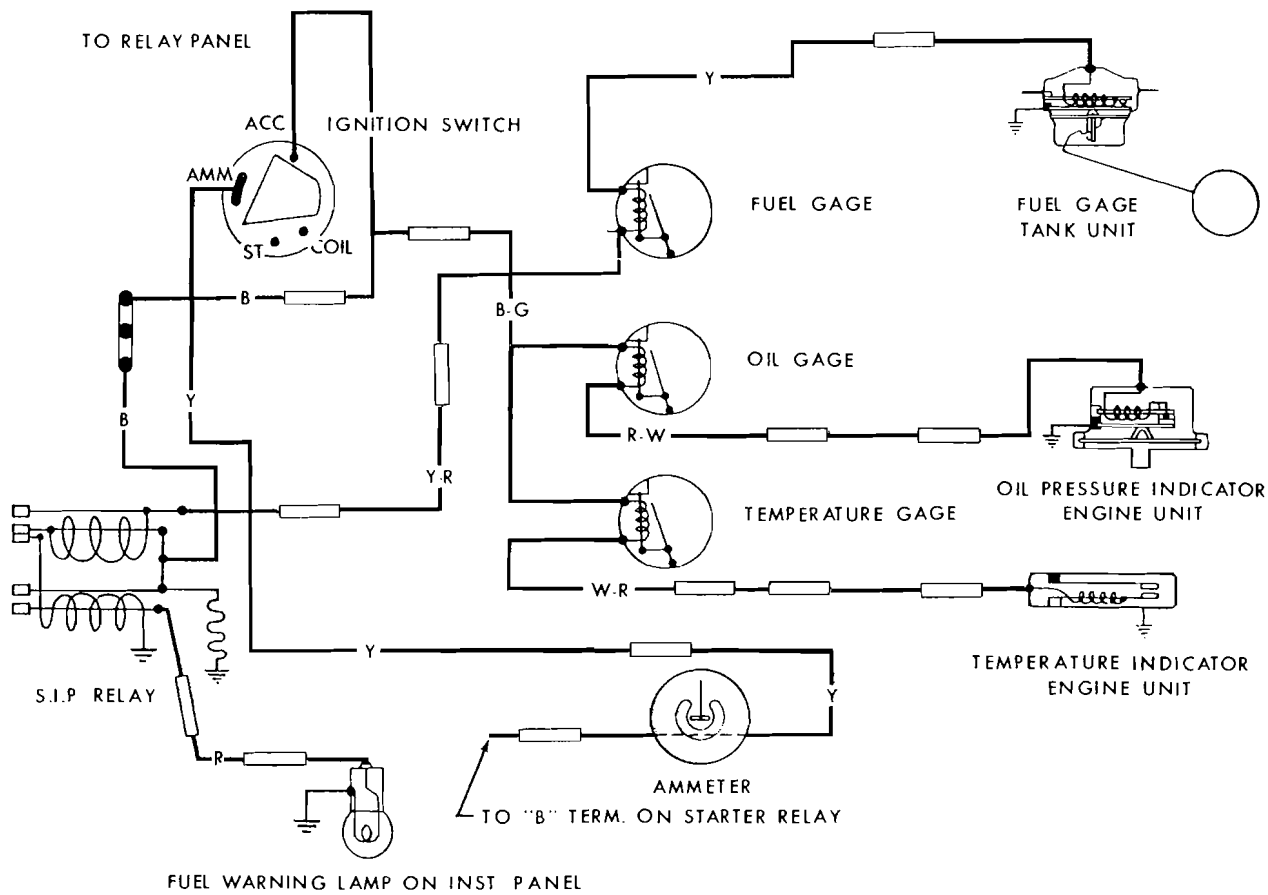 TO RELAY PANEL
Y
ACC
IGNITION SWITCH
AMM
FUEL GAGE
FUEL GAGE
TANK UNIT
ST
COIL
B
B-G
OIL GAGE
Y
B
R-W
Y-R
OIL PRESSURE INDICATOR
ENGINE UNIT
TEMPERATURE GAGE
W-R
Y
TEMPERATURE INDICATOR
ENGINE UNIT
S.I.P RELAY
Y
R
AMMETER
TO "B" TERM. ON STARTER RELAY
FUEL WARNING LAMP ON INST PANEL